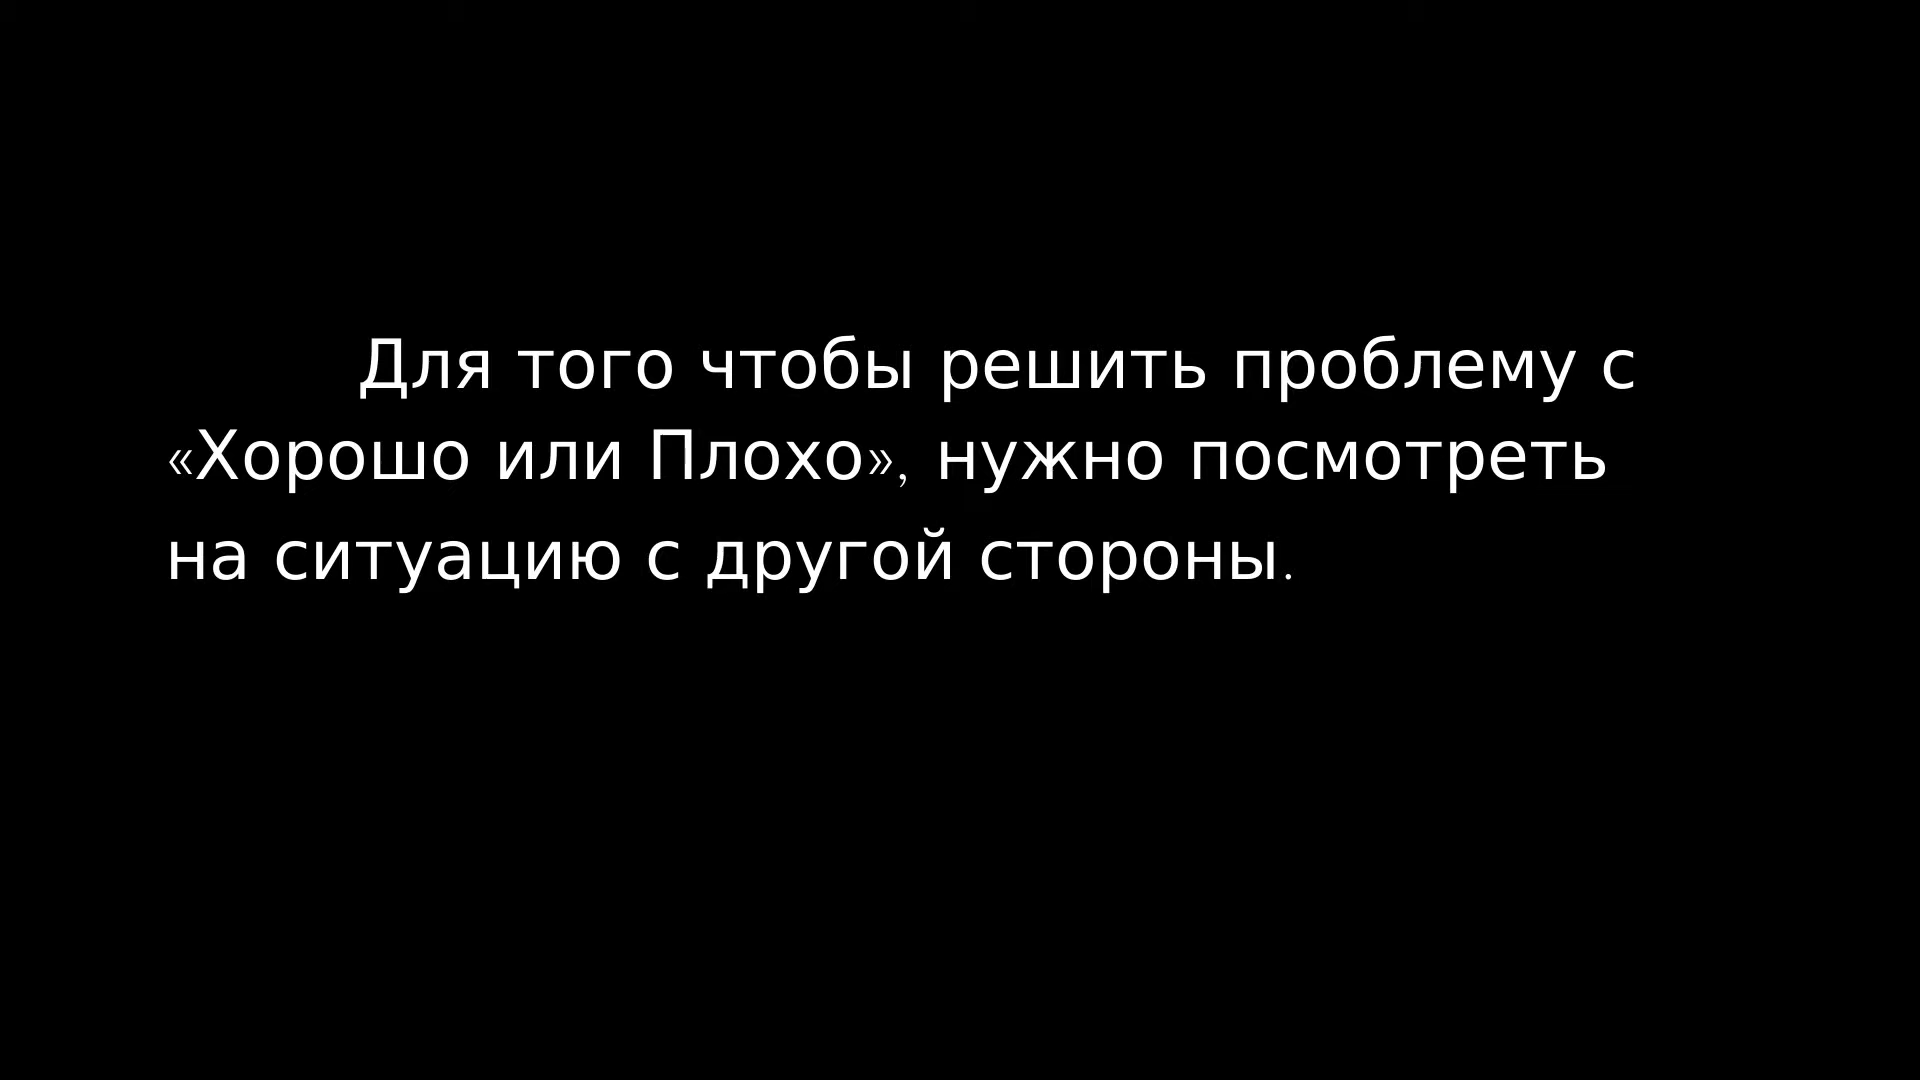 Для того чтобы решить проблему с
«Хорошо или Плохо», нужно посмотреть
на ситуацию с другой стороны.